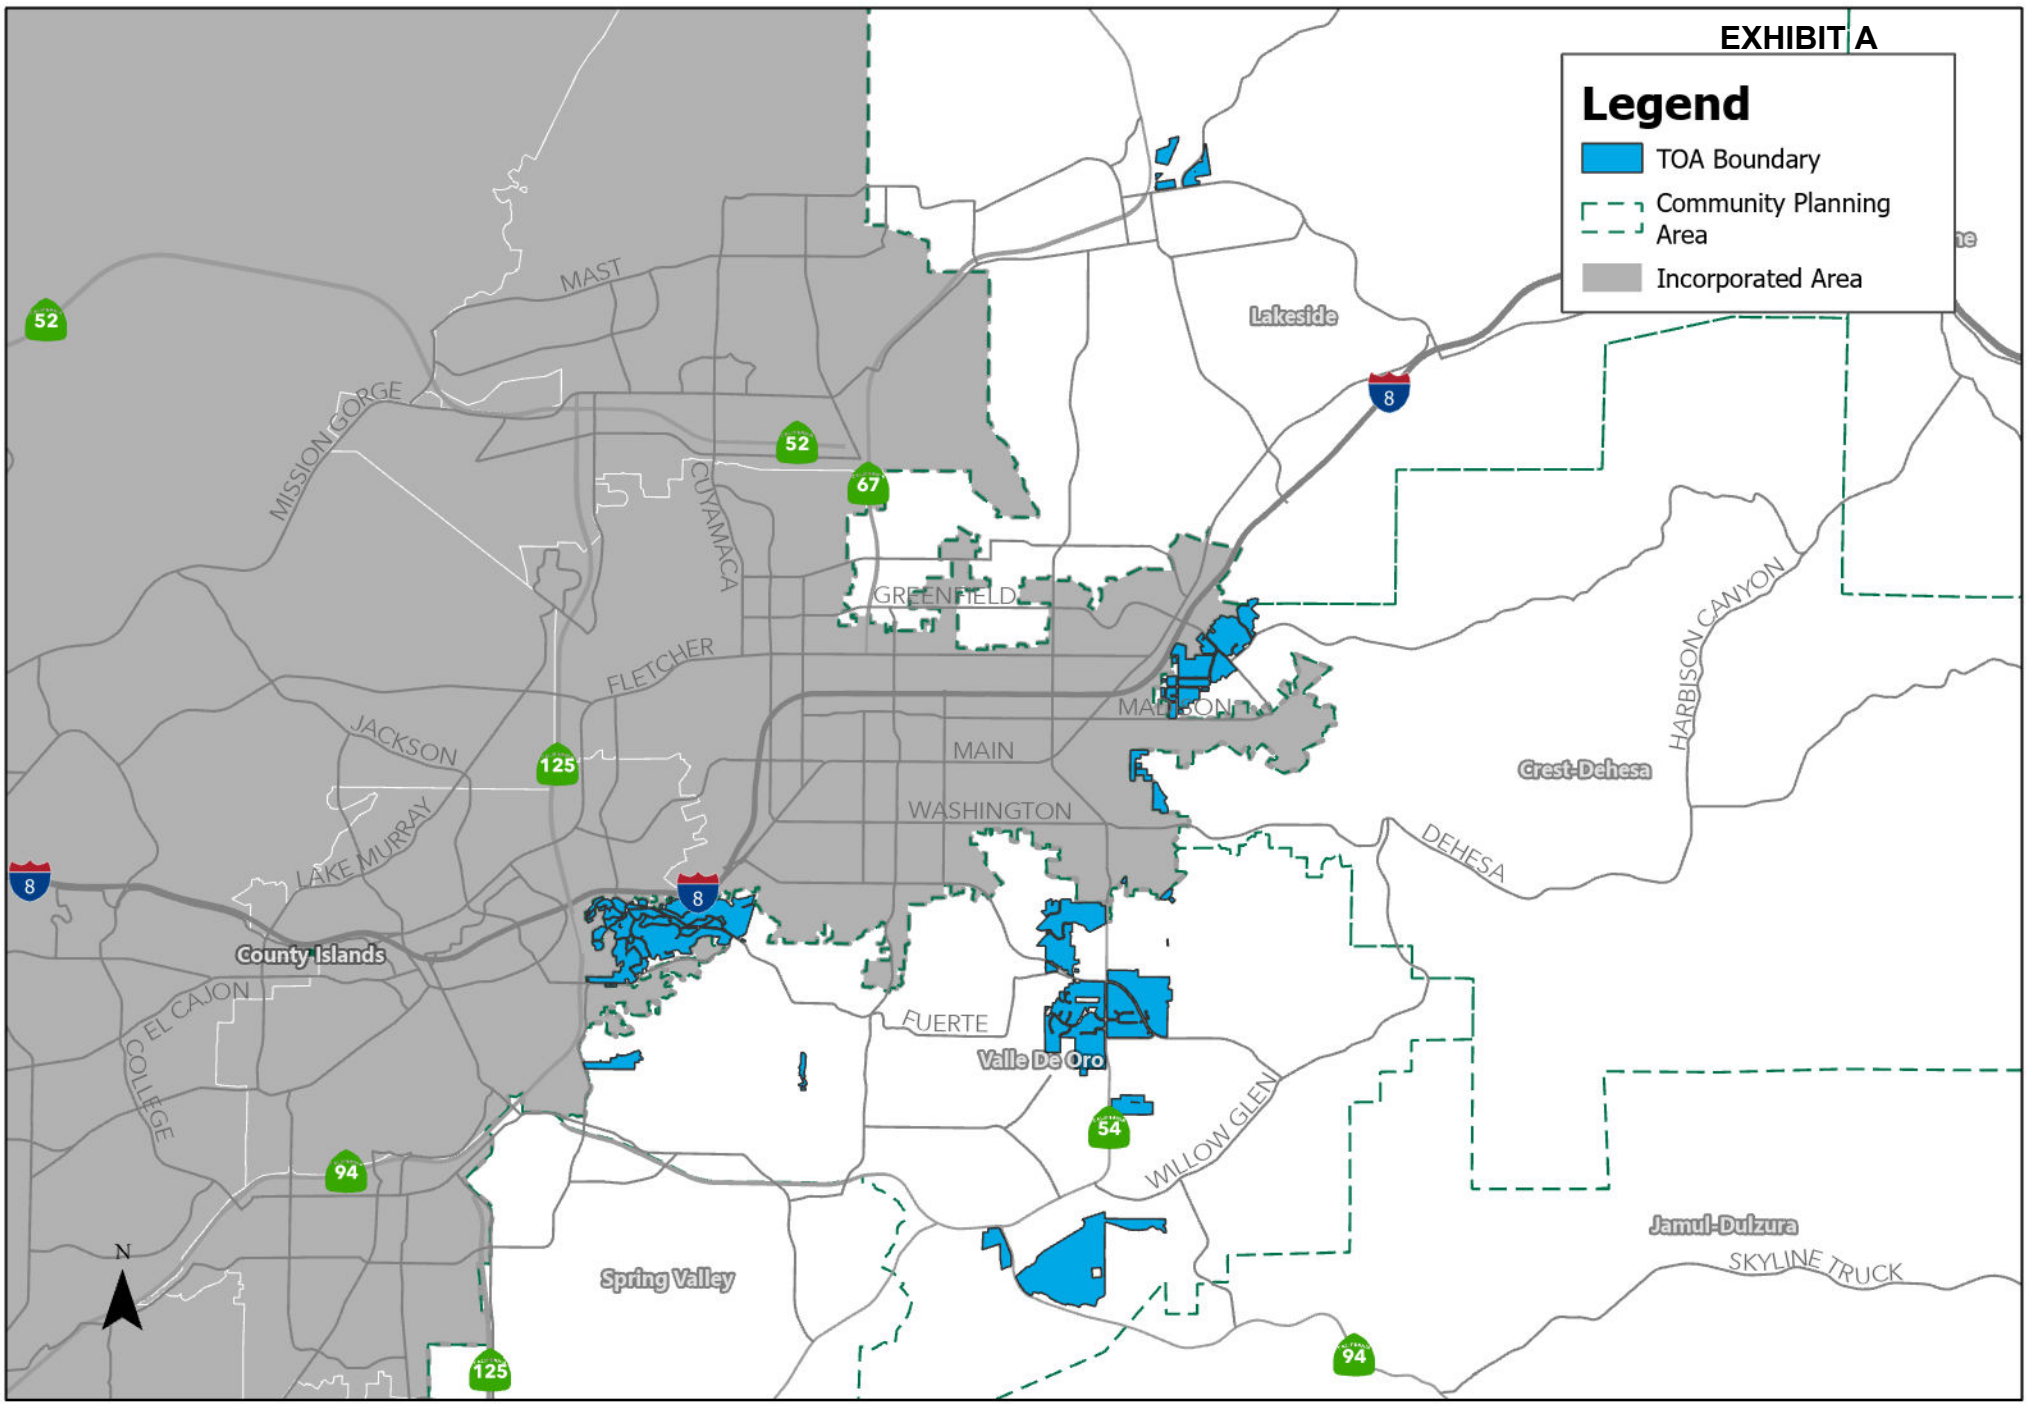 EXHIBIT A
Legend
TOA Boundary
Community Planning
Area
Incorporated Area
ne
MAST
52
Lakeside
8
MISSION GORGE
52
67
CUYAMACA
GREENFIELD
HARBISON CANYON
FLETCHER
MADISON
JACKSON
125
MAIN
Crest-Dehesa
LAKE MURRAY
WASHINGTON
DEHESA
8
8
County Islands
EL CAJON
FUERTE
COLLEGE
Valle De Oro
54
WILLOW GLEN
94
Jamul-Dulzura
SKYLINE TRUCK
N
Spring Valley
94
125